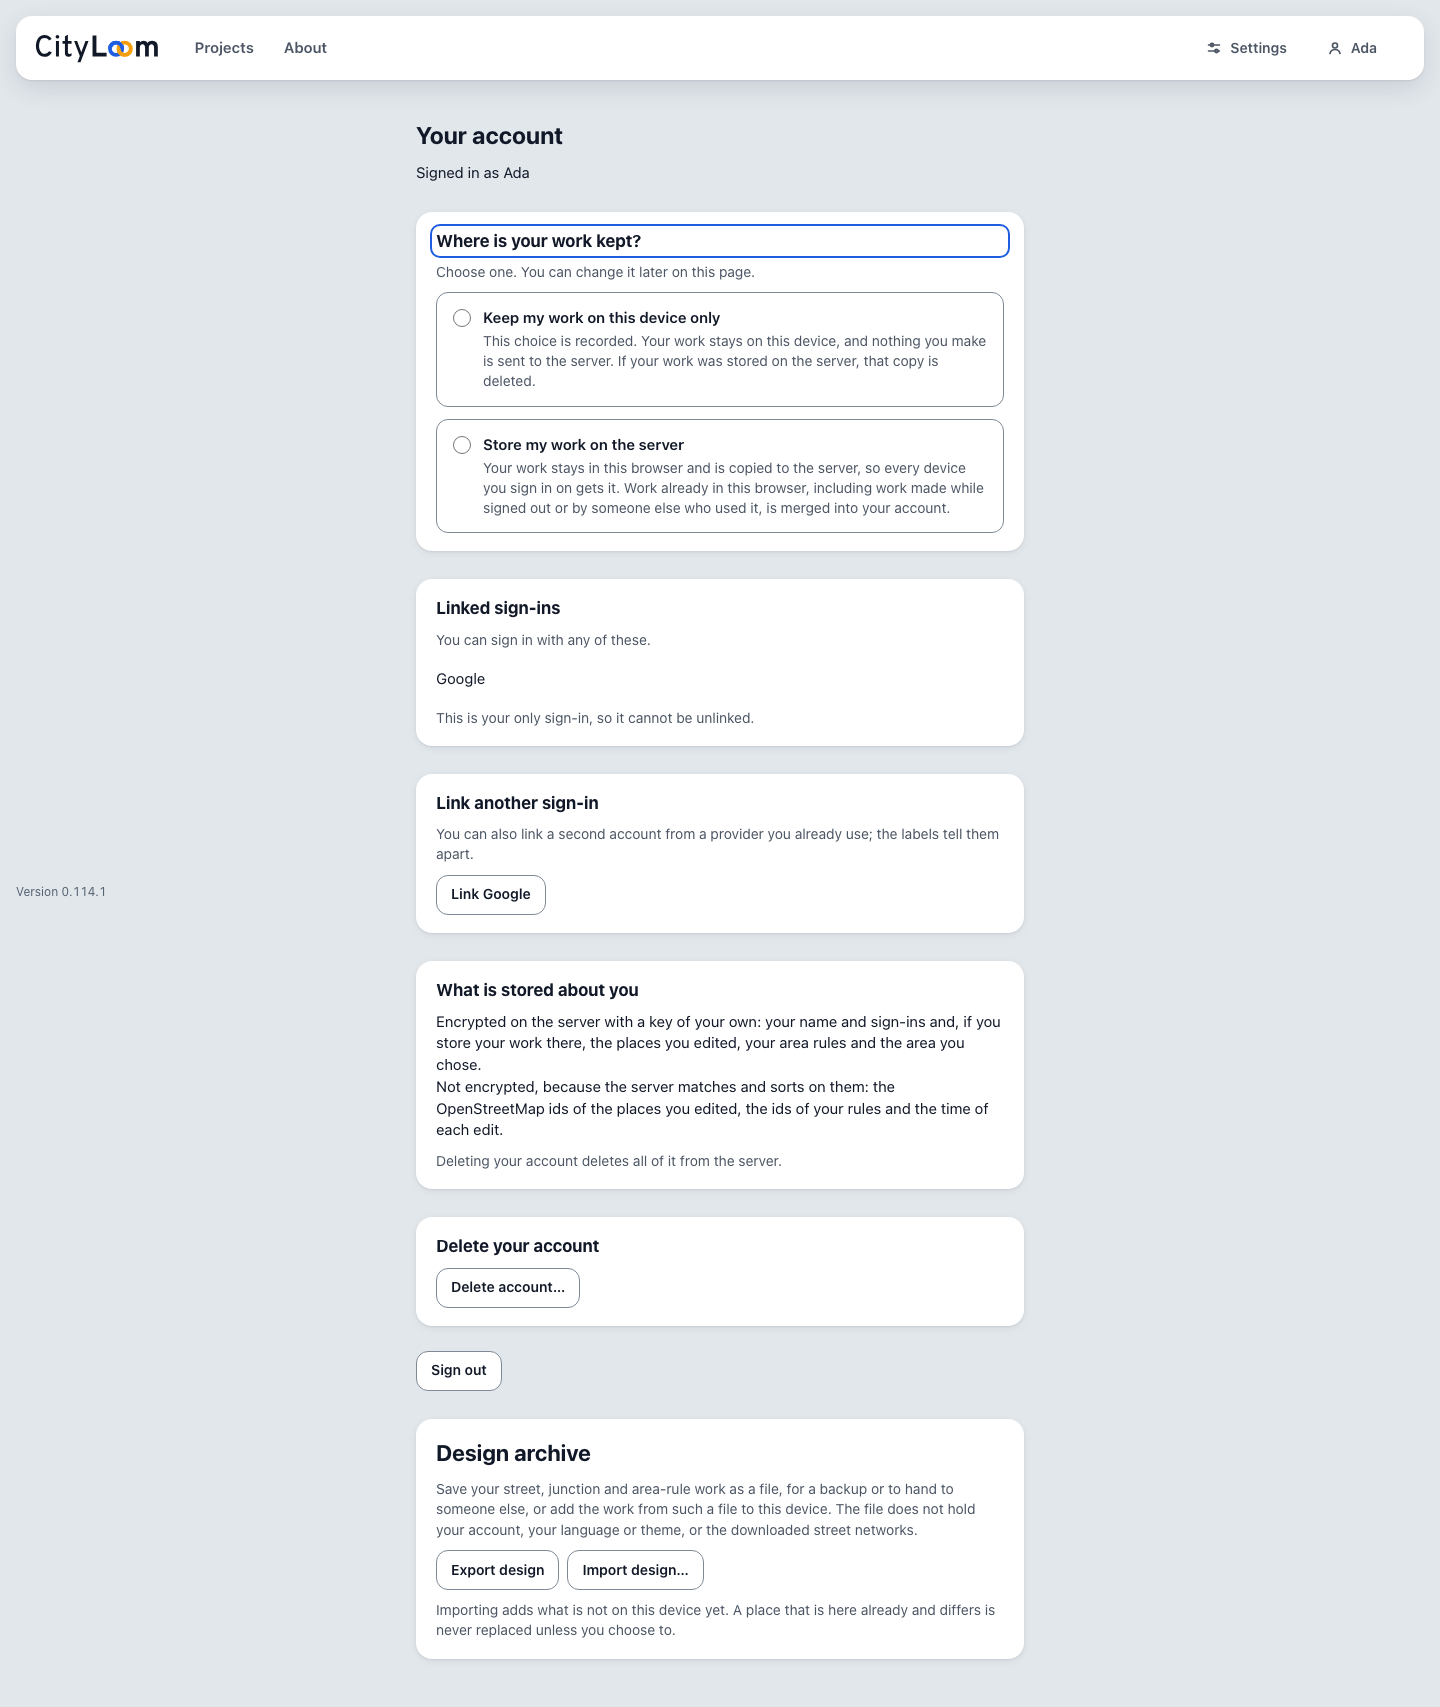 CityLoom
Projects
About
Settings
Ada
Your account
Signed in as Ada
Where is your work kept?
Choose one. You can change it later on this page.
Keep my work on this device only
This choice is recorded. Your work stays on this device, and nothing you make
is sent to the server. If your work was stored on the server, that copy is
deleted.
Store my work on the server
Your work stays in this browser and is copied to the server, so every device
you sign in on gets it. Work already in this browser, including work made while
signed out or by someone else who used it, is merged into your account.
Linked sign-ins
You can sign in with any of these.
Google
This is your only sign-in, so it cannot be unlinked.
Link another sign-in
You can also link a second account from a provider you already use; the labels tell them
apart.
Link Google
Version 0.114.1
What is stored about you
Encrypted on the server with a key of your own: your name and sign-ins and, if you
store your work there, the places you edited, your area rules and the area you
chose.
Not encrypted, because the server matches and sorts on them: the
OpenStreetMap ids of the places you edited, the ids of your rules and the time of
each edit.
Deleting your account deletes all of it from the server.
Delete your account
Delete account...
Sign out
Design archive
Save your street, junction and area-rule work as a file, for a backup or to hand to
someone else, or add the work from such a file to this device. The file does not hold
your account, your language or theme, or the downloaded street networks.
Export design
Import design...
Importing adds what is not on this device yet. A place that is here already and differs is
never replaced unless you choose to.